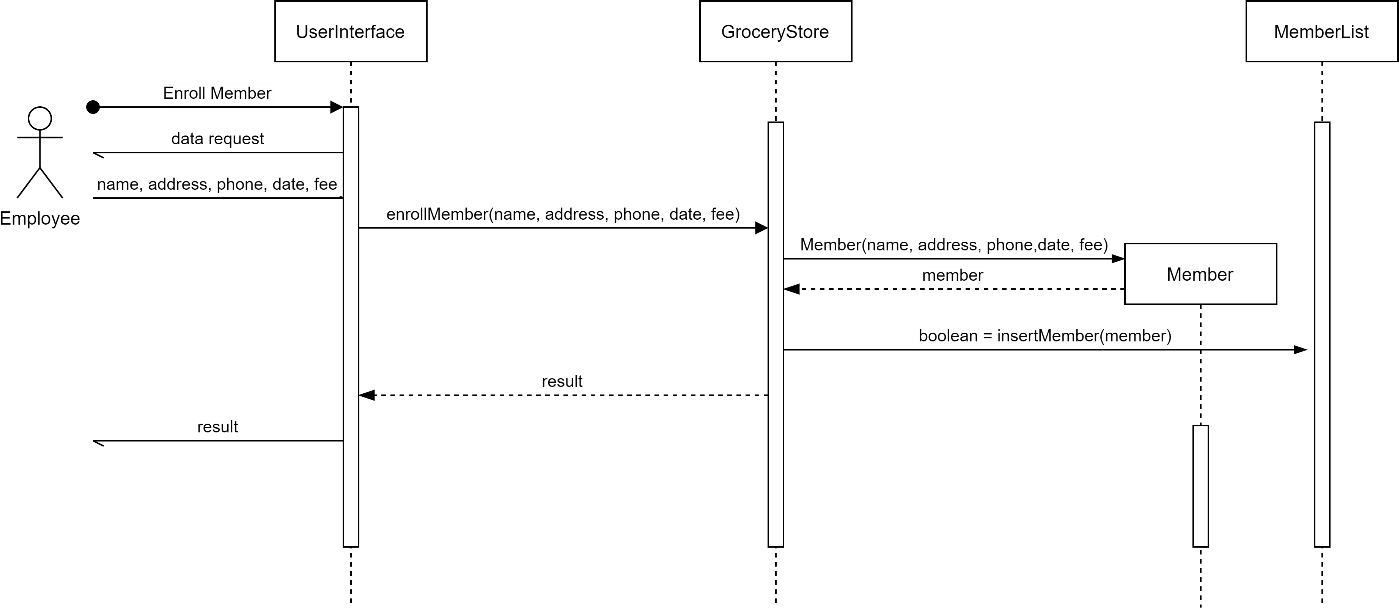 UserInterface
GroceryStore
MemberList
Enroll Member
data request
name, address, phone, date, fee
Employee
enrollMember(name, address, phone, date, fee)
Member(name, address, phone,date, fee)
Member
member
boolean = insertMember(member)
result
result